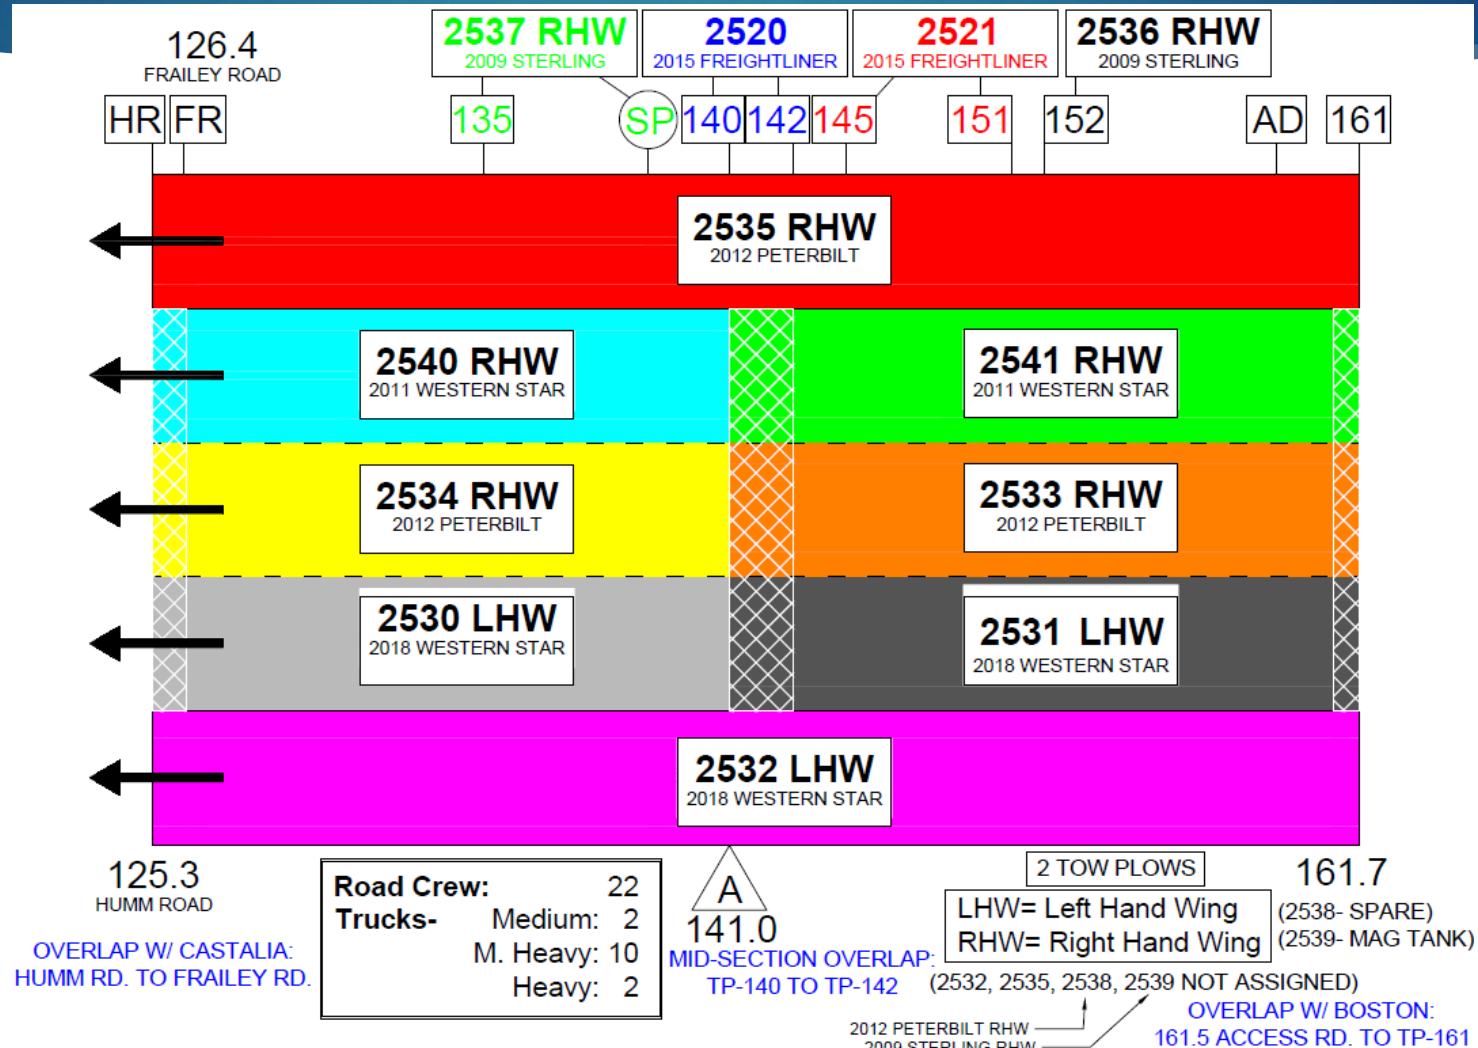 126.4
FRAILEY ROAD
2537 RHW
2009 STERLING
2520
2015 FREIGHTLINER
2521
2015 FREIGHTLINER
2536 RHW
2009 STERLING
HR FR 135 SP 140 142 145 151 152 AD 161
2535 RHW
2012 PETERBILT
2540 RHW
2011 WESTERN STAR
2541 RHW
2011 WESTERN STAR
2534 RHW
2012 PETERBILT
2533 RHW
2012 PETERBILT
2530 LHW
2018 WESTERN STAR
2531 LHW
2018 WESTERN STAR
2532 LHW
2018 WESTERN STAR
125.3
HUMM ROAD
OVERLAP W/ CASTALIA:
HUMM RD. TO FRAILEY RD.
Road Crew: 22
Trucks- Medium: 2
M. Heavy: 10
Heavy: 2
A
141.0
MID-SECTION OVERLAP:
TP-140 TO TP-142
2 TOW PLOWS
LHW= Left Hand Wing
RHW= Right Hand Wing
161.7
(2538- SPARE)
(2539- MAG TANK)
(2532, 2535, 2538, 2539 NOT ASSIGNED)
2012 PETERBILT RHW
2009 STERLING RHW
OVERLAP W/ BOSTON:
161.5 ACCESS RD. TO TP-161